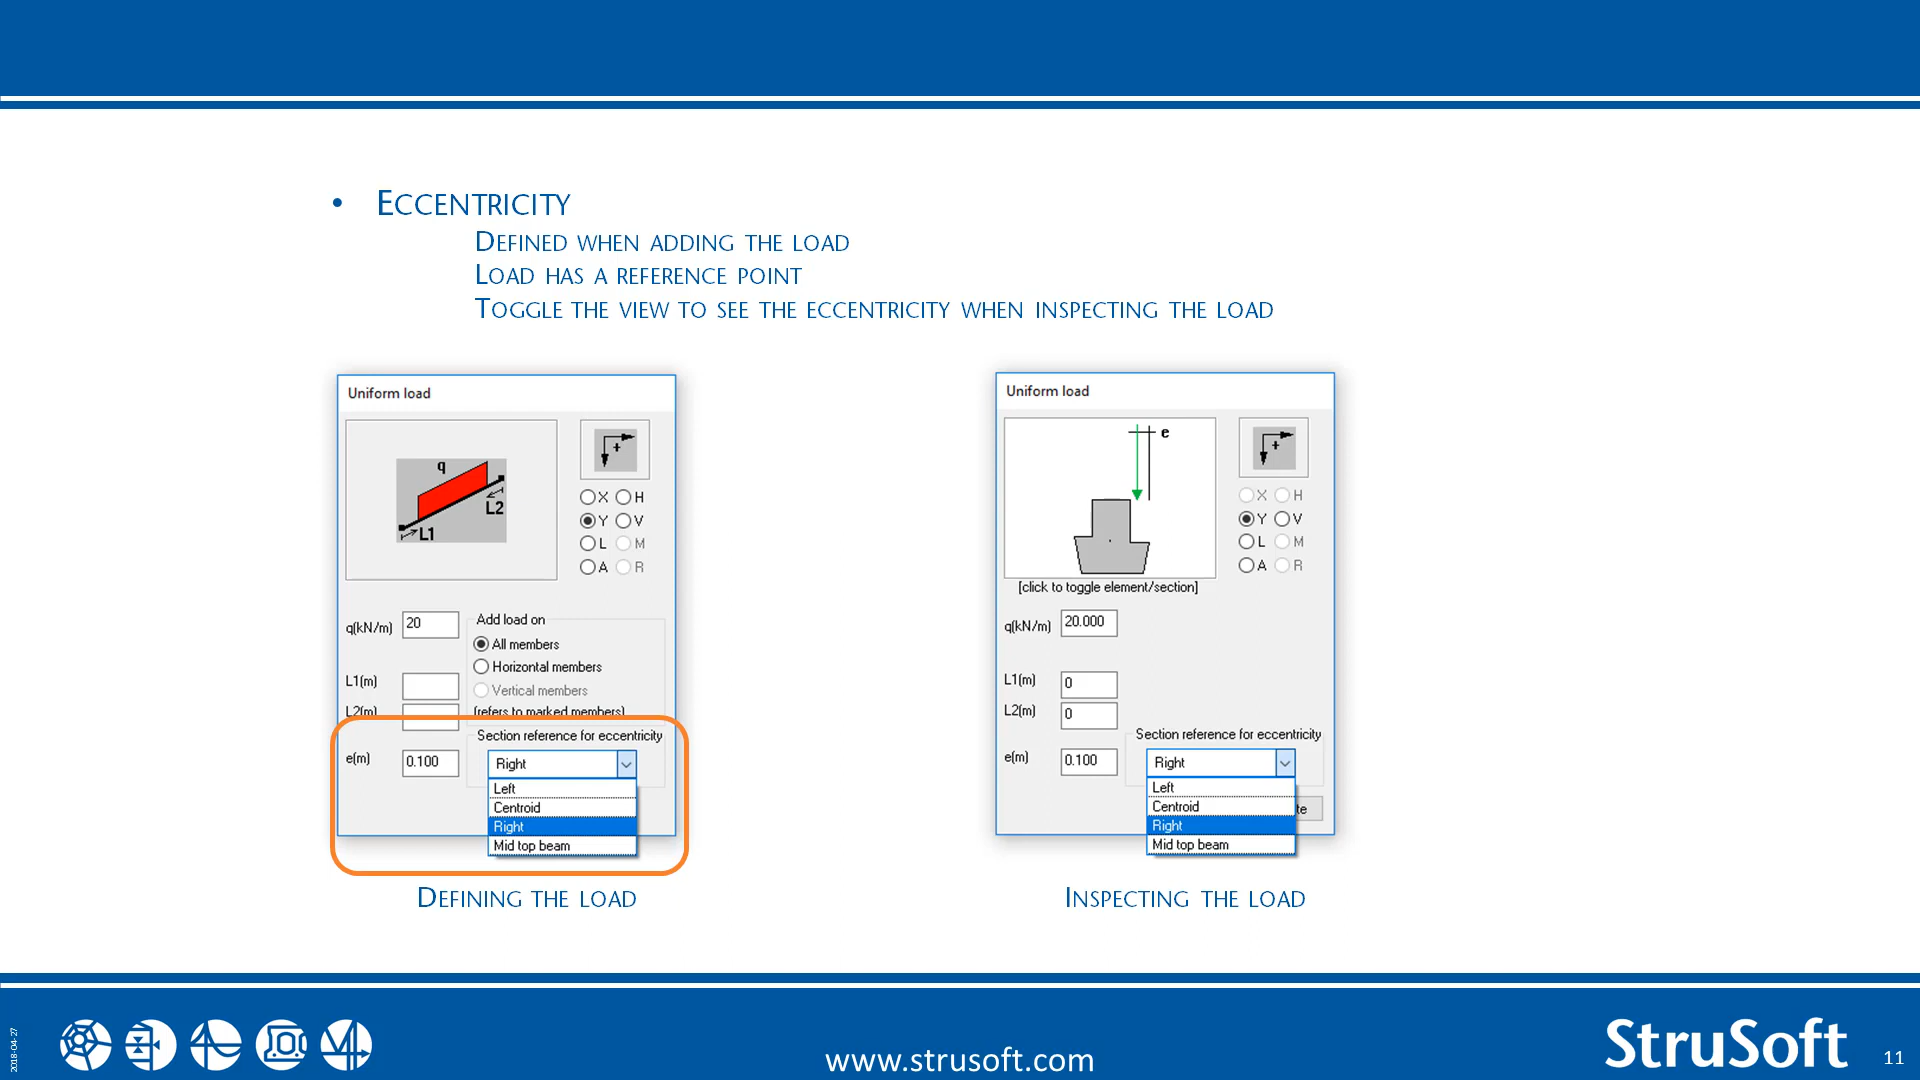 • Eccentricity
Defined when adding the load
Load has a reference point
Toggle the view to see the eccentricity when inspecting the load
Uniform load
q
L2
L1
+
X H
Y V
L M
A R
q(kN/m) 20
Add load on
All members
Horizontal members
L1(m)
Vertical members
L2(m)
(refers to marked members)
Section reference for eccentricity
e(m) 0.100
Right
Left
Centroid
Right
Mid top beam
Defining the load
Uniform load
e
+
X H
Y V
L M
A R
[click to toggle element/section]
q(kN/m) 20.000
L1(m) 0
L2(m) 0
Section reference for eccentricity
e(m) 0.100
Right
Left
Centroid
te
Right
Mid top beam
Inspecting the load
2018-04-27
www.strusoft.com
StruSoft
11